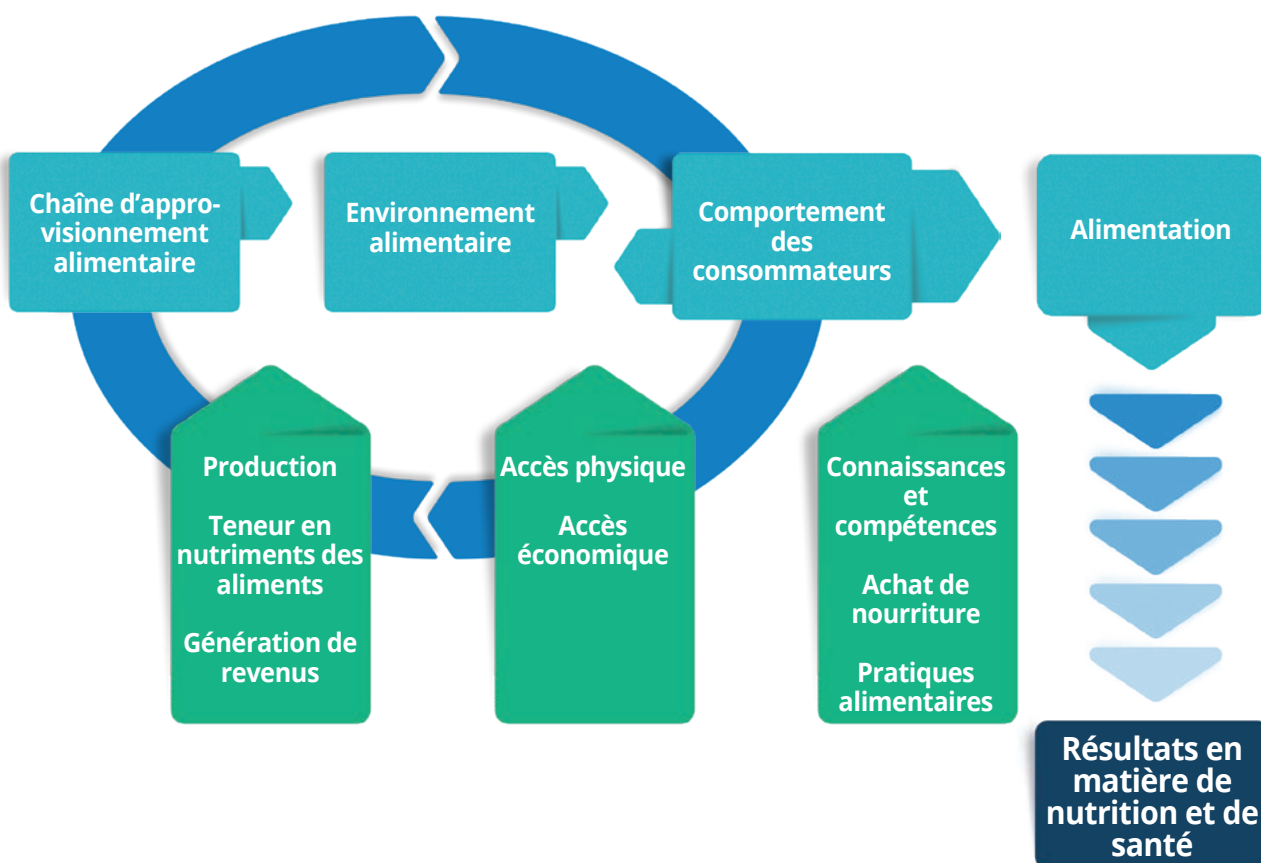 Chaîne d'appro-
visionnement
alimentaire
Environnement
alimentaire
Comportement
des
consommateurs
Alimentation
Production
Teneur en
nutriments des
aliments
Génération de
revenus
Accès physique
Accès
économique
Connaissances
et
compétences
Achat de
nourriture
Pratiques
alimentaires
Résultats en
matière de
nutrition et de
santé